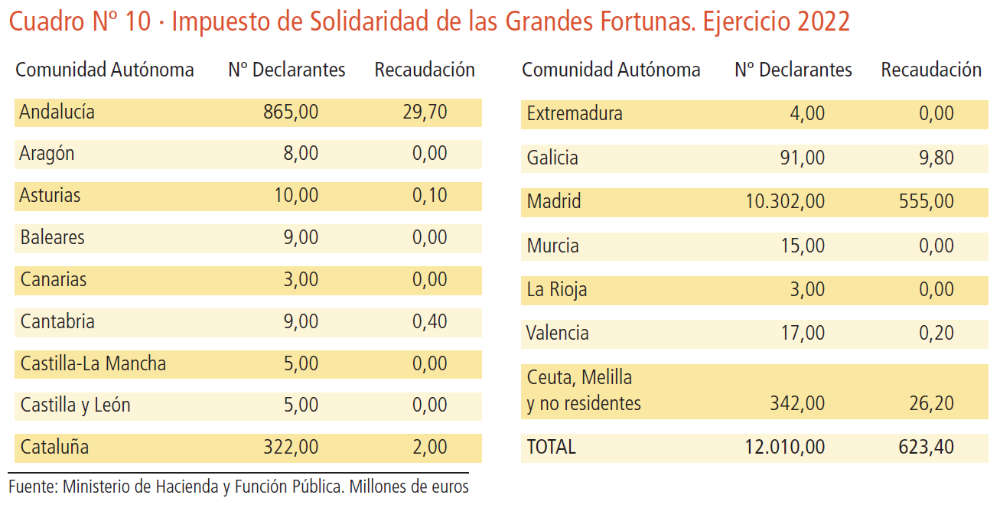 Cuadro Nº 10 · Impuesto de Solidaridad de las Grandes Fortunas. Ejercicio 2022
Comunidad Autónoma Nº Declarantes Recaudación
Andalucía 865,00 29,70
Aragón 8,00 0,00
Asturias 10,00 0,10
Baleares 9,00 0,00
Canarias 3,00 0,00
Cantabria 9,00 0,40
Castilla-La Mancha 5,00 0,00
Castilla y León 5,00 0,00
Cataluña 322,00 2,00
Comunidad Autónoma Nº Declarantes Recaudación
Extremadura 4,00 0,00
Galicia 91,00 9,80
Madrid 10.302,00 555,00
Murcia 15,00 0,00
La Rioja 3,00 0,00
Valencia 17,00 0,20
Ceuta, Melilla
y no residentes 342,00 26,20
TOTAL 12.010,00 623,40
Fuente: Ministerio de Hacienda y Función Pública. Millones de euros